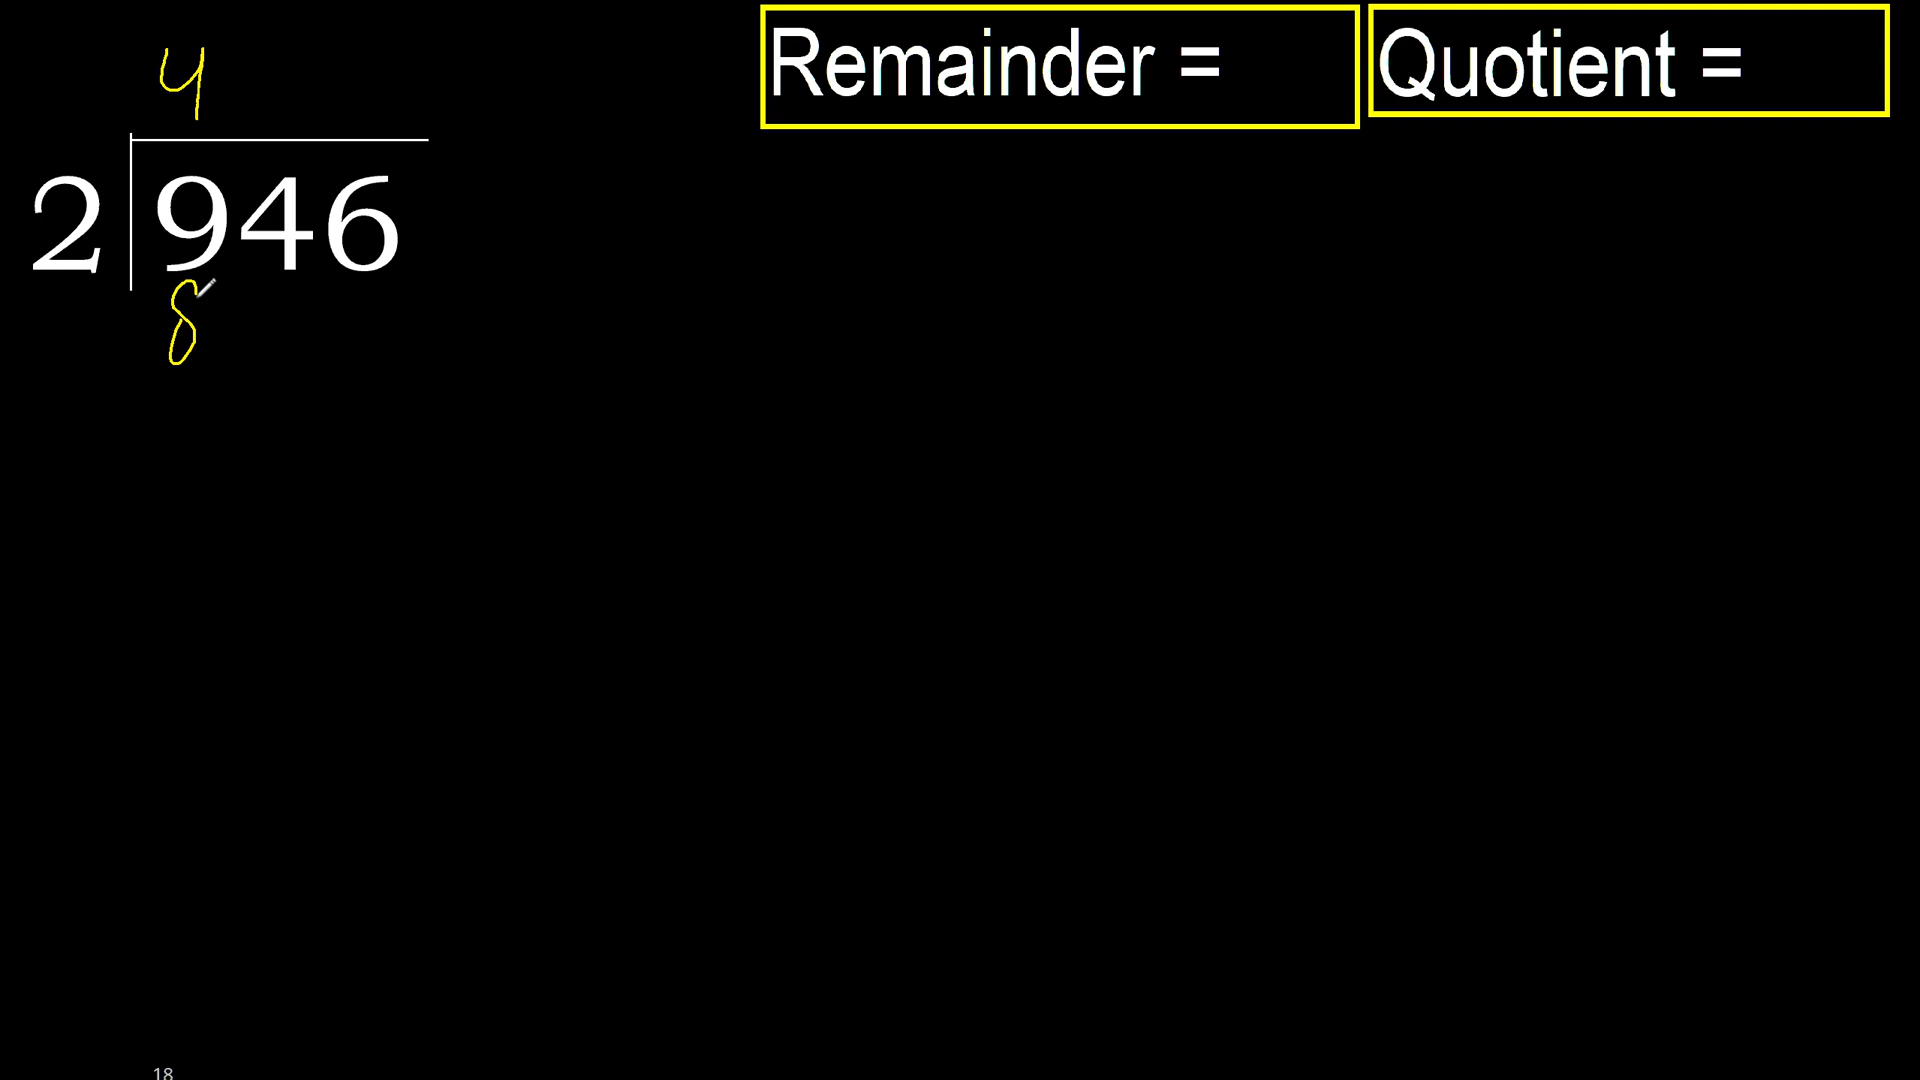 4
Remainder =
Quotient =
2 946
8
18